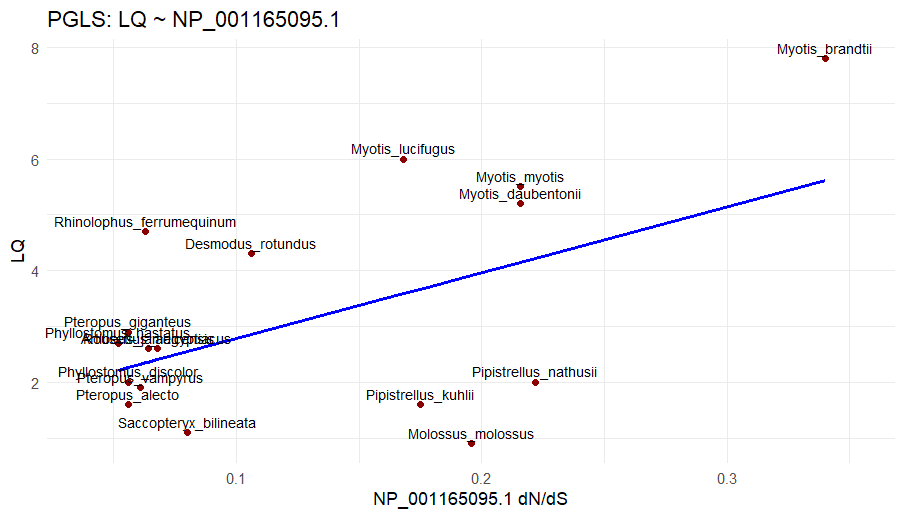 PGLS: LQ ~ NP_001165095.1
Myotis_brandtii
Myotis_lucifugus
Myotis_myotis
Myotis_daubentonii
Rhinolophus_ferrumequinum
Desmodus_rotundus
Pteropus_giganteus
Phyllostomus_hastatus
Phyllostomus_discolor
Pteropus_vampyrus
Pteropus_alecto
Saccopteryx_bilineata
Pipistrellus_nathusii
Pipistrellus_kuhlii
Molossus_molossus
8
6
4
2
LQ
0.1 0.2 0.3
NP_001165095.1 dN/dS